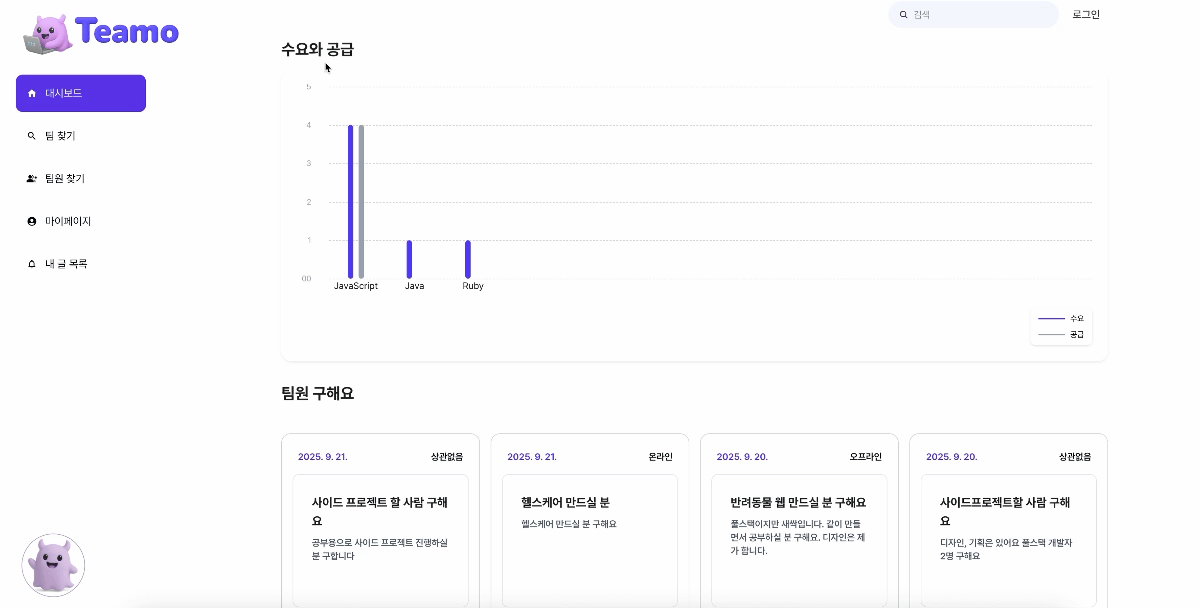 Teamo
검색
로그인
대시보드
팀 찾기
팀원 찾기
마이페이지
내 글 목록
수요와 공급
5
4
3
2
1
00
JavaScript
Java
Ruby
수요
공급
팀원 구해요
2025. 9. 21.
상관없음
사이드 프로젝트 할 사람 구해
요
공부용으로 사이드 프로젝트 진행하실
분 구합니다
2025. 9. 21.
온라인
헬스케어 만드실 분
헬스케어 만드실 분 구해요
2025. 9. 20.
오프라인
반려동물 웹 만드실 분 구해요
풀스택이지만 새싹입니다. 같이 만들
면서 공부하실 분 구해요. 디자인은 제
가 합니다.
2025. 9. 20.
상관없음
사이드프로젝트할 사람 구해
요
디자인, 기획은 있어요 풀스택 개발자
2명 구해요